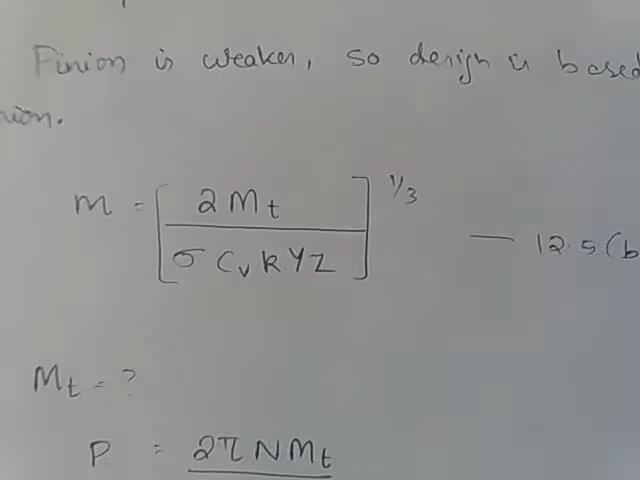 Pinion is weaker, so design is based
nion.
m = [2Mt / σ Cv k Y Z]^1/3 — 12.5(b
Mt = ?
P = 2π N Mt